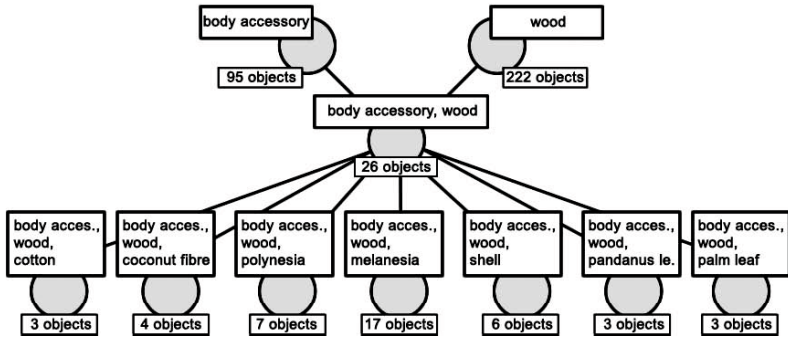 body accessory
wood
95 objects
222 objects
body accessory, wood
26 objects
body acces.,
wood,
cotton
body acces.,
wood,
coconut fibre
body acces.,
wood,
polynesia
body acces.,
wood,
melanesia
body acces.,
wood,
shell
body acces.,
wood,
pandanus le.
body acces.,
wood,
palm leaf
3 objects
4 objects
7 objects
17 objects
6 objects
3 objects
3 objects